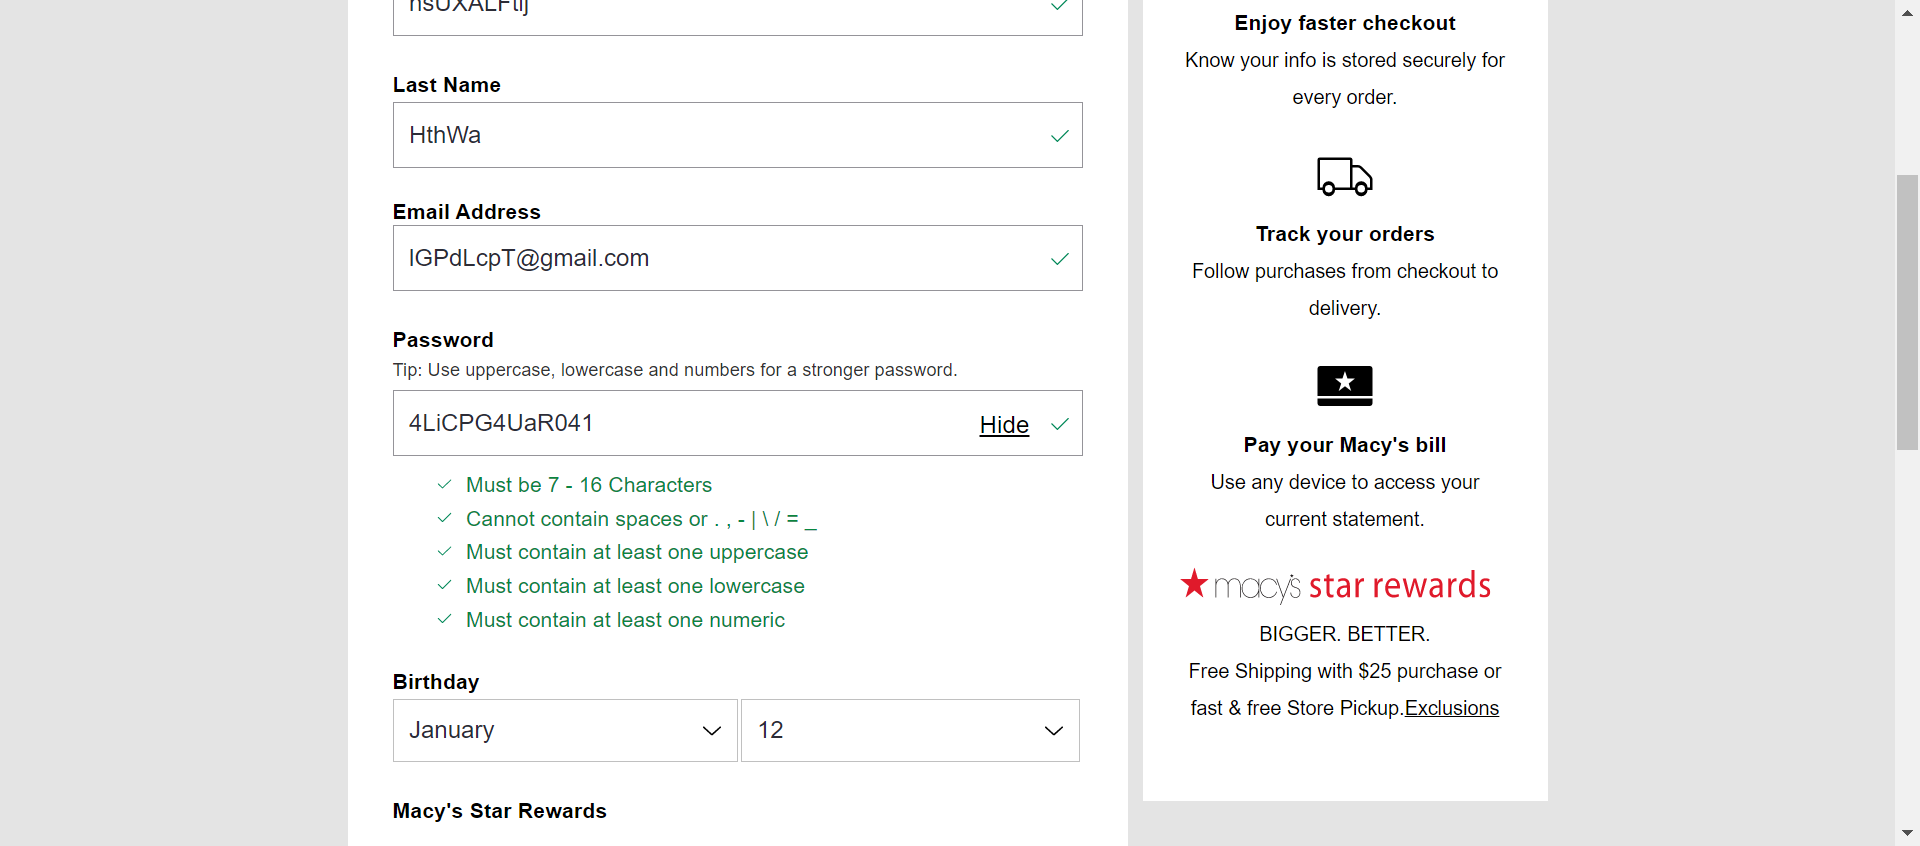 Last Name
HthWa
Email Address
lGPdLcpT@gmail.com
Password
Tip: Use uppercase, lowercase and numbers for a stronger password.
4LiCPG4UaR041
Hide
Must be 7 - 16 Characters
Cannot contain spaces or . , - | \ / = _
Must contain at least one uppercase
Must contain at least one lowercase
Must contain at least one numeric
Birthday
January
12
Macy's Star Rewards
Enjoy faster checkout
Know your info is stored securely for
every order.
Track your orders
Follow purchases from checkout to
delivery.
Pay your Macy's bill
Use any device to access your
current statement.
macy's star rewards
BIGGER. BETTER.
Free Shipping with $25 purchase or
fast & free Store Pickup.Exclusions